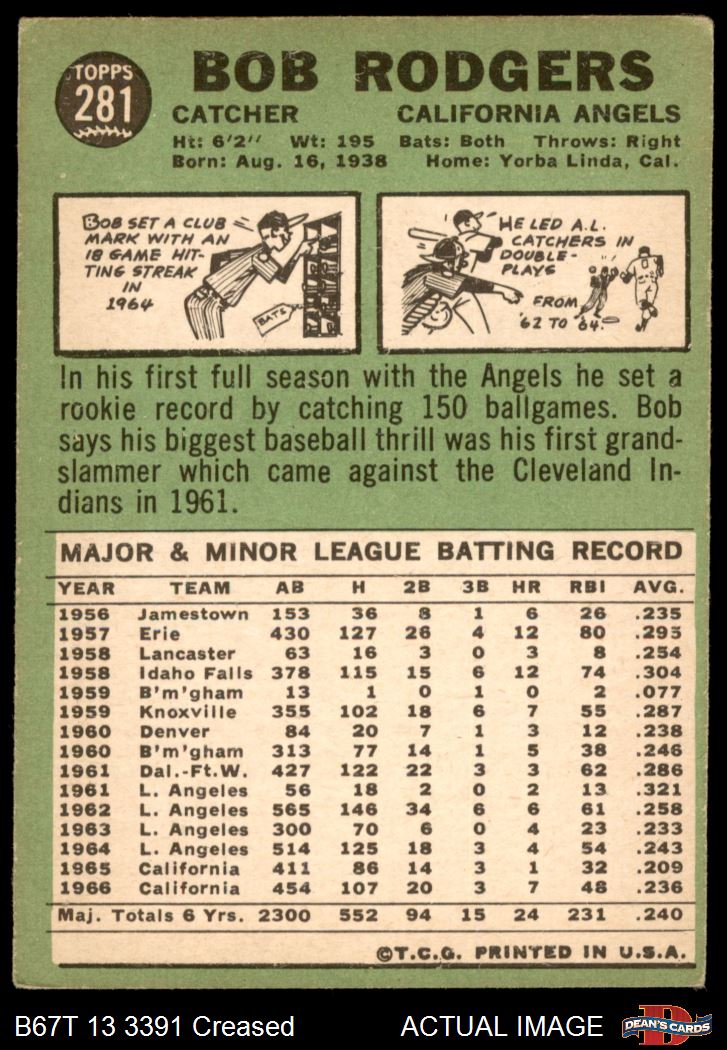 TOPPS
281
BOB RODGERS
CATCHER CALIFORNIA ANGELS
Ht: 6'2" Wt: 195 Bats: Both Throws: Right
Born: Aug. 16, 1938 Home: Yorba Linda, Cal.
BOB SET A CLUB
MARK WITH AN
18 GAME HIT-
TING STREAK
IN
1964
BATS
HE LED A.L.
CATCHERS IN
DOUBLE-
PLAYS
FROM
'62 TO '64.
In his first full season with the Angels he set a
rookie record by catching 150 ballgames. Bob
says his biggest baseball thrill was his first grand-
slammer which came against the Cleveland In-
dians in 1961.
MAJOR & MINOR LEAGUE BATTING RECORD
YEAR TEAM AB H 2B 3B HR RBI AVG.
1956 Jamestown 153 36 8 1 6 26 .235
1957 Erie 430 127 26 4 12 80 .295
1958 Lancaster 63 16 3 0 3 8 .254
1958 Idaho Falls 378 115 15 6 12 74 .304
1959 B'm'gham 13 1 0 1 0 2 .077
1959 Knoxville 355 102 18 6 7 55 .287
1960 Denver 84 20 7 1 3 12 .238
1960 B'm'gham 313 77 14 1 5 38 .246
1961 Dal.-Ft.W. 427 122 22 3 3 62 .286
1961 L. Angeles 56 18 2 0 2 13 .321
1962 L. Angeles 565 146 34 6 6 61 .258
1963 L. Angeles 300 70 6 0 4 23 .233
1964 L. Angeles 514 125 18 3 4 54 .243
1965 California 411 86 14 3 1 32 .209
1966 California 454 107 20 3 7 48 .236
Maj. Totals 6 Yrs. 2300 552 94 15 24 231 .240
©T.C.G. PRINTED IN U.S.A.
B67T 13 3391 Creased ACTUAL IMAGE
D
DEAN'S CARDS